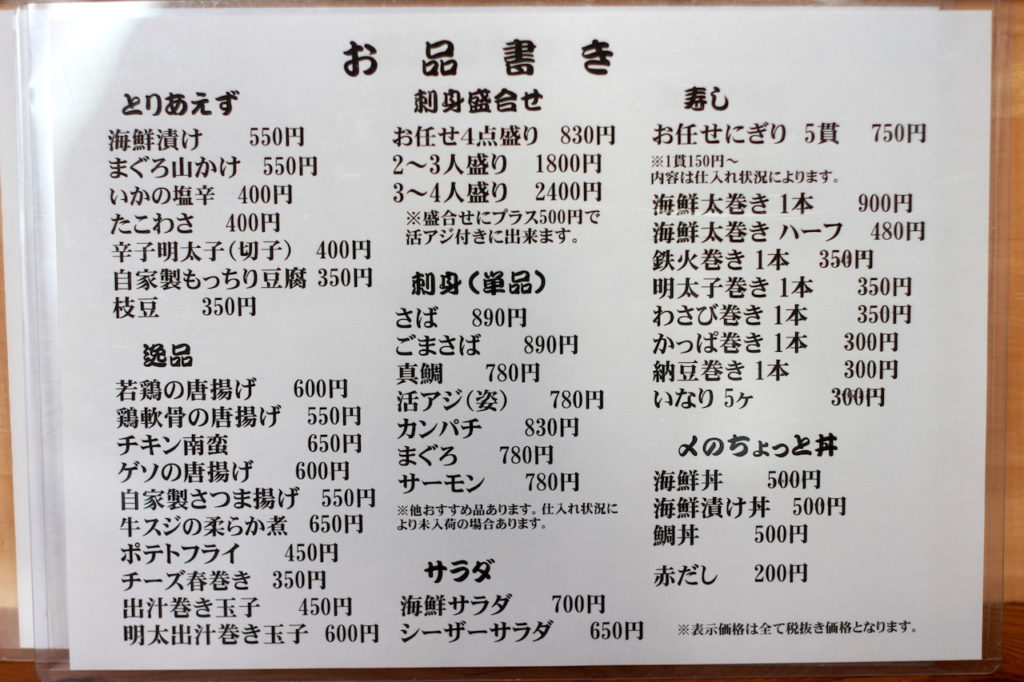 お品書き
とりあえず
海鮮漬け 550円
まぐろ山かけ 550円
いかの塩辛 400円
たこわさ 400円
辛子明太子(切子) 400円
自家製もっちり豆腐 350円
枝豆 350円
逸品
若鶏の唐揚げ 600円
鶏軟骨の唐揚げ 550円
チキン南蛮 650円
ゲソの唐揚げ 600円
自家製さつま揚げ 550円
牛スジの柔らか煮 650円
ポテトフライ 450円
チーズ春巻き 350円
出汁巻き玉子 450円
明太出汁巻き玉子 600円
刺身盛合せ
お任せ4点盛り 830円
2~3人盛り 1800円
3~4人盛り 2400円
※盛合せにプラス500円で
活アジ付きに出来ます。
刺身(単品)
さば 890円
ごまさば 890円
真鯛 780円
活アジ(姿) 780円
カンパチ 830円
まぐろ 780円
サーモン 780円
※他おすすめ品あります。仕入れ状況に
より未入荷の場合あります。
サラダ
海鮮サラダ 700円
シーザーサラダ 650円
寿し
お任せにぎり 5貫 750円
※1貫150円~
内容は仕入れ状況によります。
海鮮太巻き 1本 900円
海鮮太巻き ハーフ 480円
鉄火巻き 1本 350円
明太子巻き 1本 350円
わさび巻き 1本 350円
かっぱ巻き 1本 300円
納豆巻き 1本 300円
いなり 5ヶ 300円
〆のちょっと丼
海鮮丼 500円
海鮮漬け丼 500円
鯛丼 500円
赤だし 200円
※表示価格は全て税抜き価格となります。